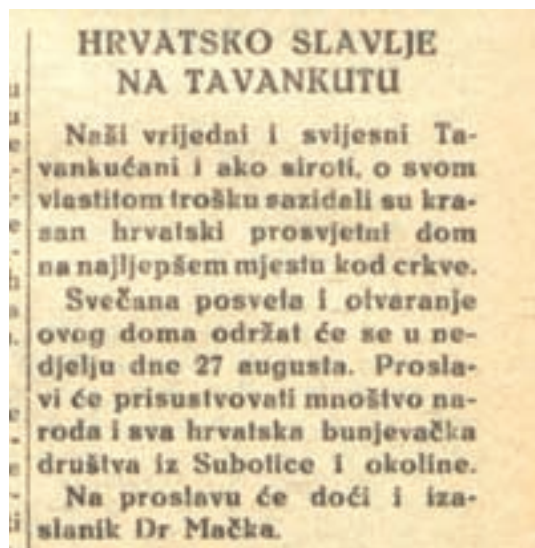 HRVATSKO SLAVLJE
NA TAVANKUTU
Naši vrijedni i svijesni Ta-
vankućani i ako siroti, o svom
vlastitom trošku sazidali su kra-
san hrvatski prosvjetni dom
na najljepšem mjestu kod crkve.
Svečana posveta i otvaranje
ovog doma održat će se u ne-
djelju dne 27 augusta. Prosla-
vi će prisustvovati mnoštvo na-
roda i sva hrvatska bunjevačka
društva iz Subotice i okoline.
Na proslavu će doći i iza-
slanik Dr Mačka.